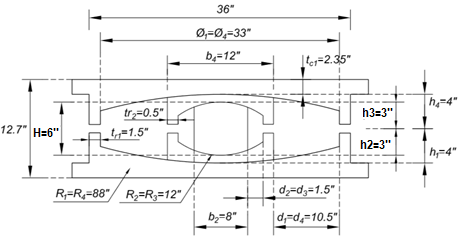 36"
Ø₁=Ø₄=33"
b₄=12"
t꜀₁=2.35"
tr₂=0.5"
h₄=4"
h3=3"
12.7"
H=6"
tᵣ₁=1.5"
h2=3"
h₁=4"
R₁=R₄=88"
R₂=R₃=12"
d₂=d₃=1.5"
b₂=8"
d₁=d₄=10.5"